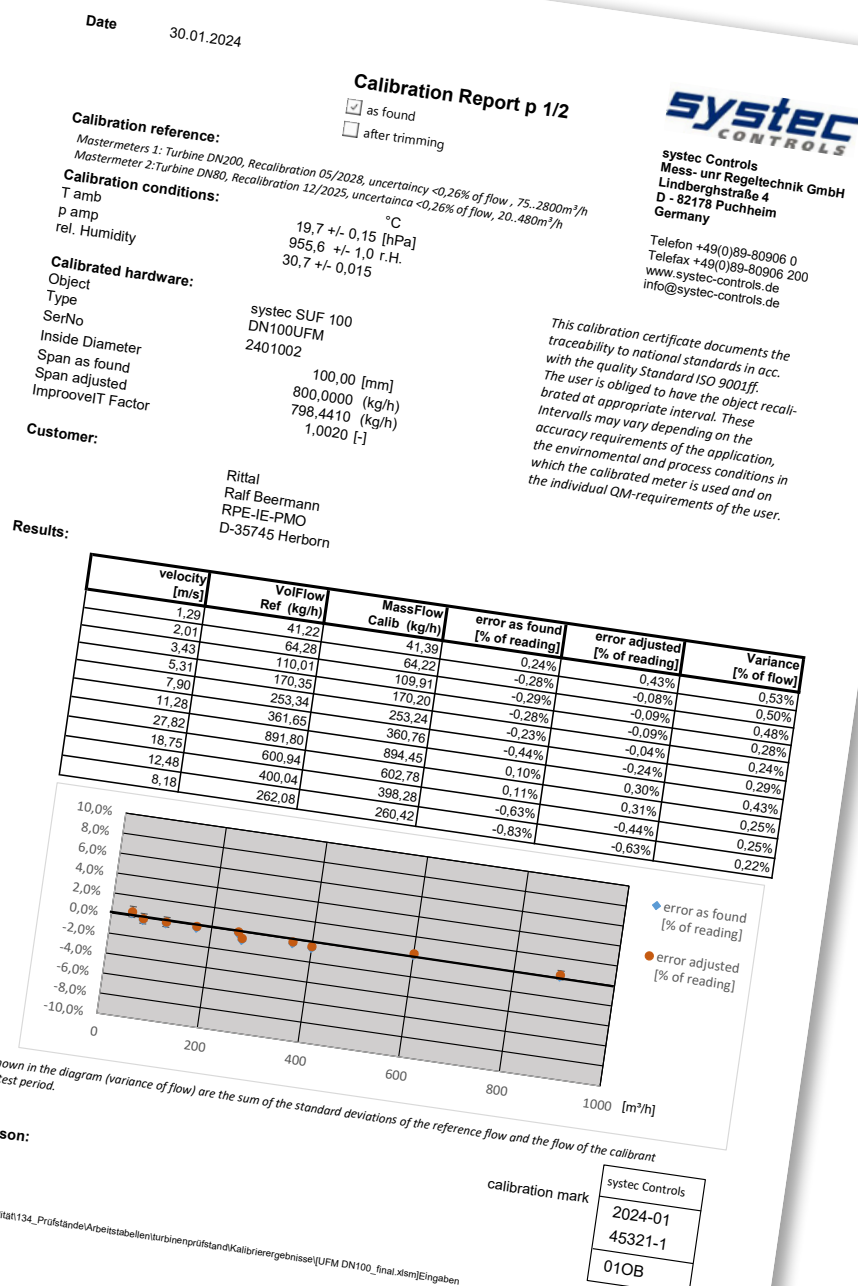 Date 30.01.2024
Calibration Report p 1/2
as found
after trimming
systec
CONTROLS
systec Controls
Mess- unr Regeltechnik GmbH
Lindberghstraße 4
D - 82178 Puchheim
Germany
Telefon +49(0)89-80906 0
Telefax +49(0)89-80906 200
www.systec-controls.de
info@systec-controls.de
Calibration reference:
Mastermeters 1: Turbine DN200, Recalibration 05/2028, uncertaincy <0,26% of flow , 75..2800m³/h
Mastermeter 2:Turbine DN80, Recalibration 12/2025, uncertainca <0,26% of flow, 20..480m³/h
Calibration conditions:
T amb 19,7 +/- 0,15 °C
p amp 955,6 +/- 1,0 [hPa]
rel. Humidity 30,7 +/- 0,015 r.H.
Calibrated hardware:
Object systec SUF 100
Type DN100UFM
SerNo 2401002
Inside Diameter 100,00 [mm]
Span as found 800,0000 (kg/h)
Span adjusted 798,4410 (kg/h)
ImprooveIT Factor 1,0020 [-]
This calibration certificate documents the
traceability to national standards in acc.
with the quality Standard ISO 9001ff.
The user is obliged to have the object recali-
brated at appropriate interval. These
Intervalls may vary depending on the
accuracy requirements of the application,
the envirnomental and process conditions in
which the calibrated meter is used and on
the individual QM-requirements of the user.
Customer:
Rittal
Ralf Beermann
RPE-IE-PMO
D-35745 Herborn
Results:
velocity VolFlow MassFlow error as found error adjusted Variance
[m/s] Ref (kg/h) Calib (kg/h) [% of reading] [% of reading] [% of flow]
1,29 41,22 41,39 0,24% 0,43% 0,53%
2,01 64,28 64,22 -0,28% -0,08% 0,50%
3,43 110,01 109,91 -0,29% -0,09% 0,48%
5,31 170,35 170,20 -0,28% -0,09% 0,28%
7,90 253,34 253,24 -0,23% -0,04% 0,24%
11,28 361,65 360,76 -0,44% -0,24% 0,29%
27,82 891,80 894,45 0,10% 0,30% 0,43%
18,75 600,94 602,78 0,11% 0,31% 0,25%
12,48 400,04 398,28 -0,63% -0,44% 0,25%
8,18 262,08 260,42 -0,83% -0,63% 0,22%
10,0%
8,0%
6,0%
4,0%
2,0%
0,0%
-2,0%
-4,0%
-6,0%
-8,0%
-10,0%
0 200 400 600 800 1000 [m³/h]
error as found
[% of reading]
error adjusted
[% of reading]
own in the diagram (variance of flow) are the sum of the standard deviations of the reference flow and the flow of the calibrant
test period.
son:
calibration mark
systec Controls
2024-01
45321-1
01OB
ität\134_Prüfstände\Arbeitstabellen\turbinenprüfstand\Kalibrierergebnisse\[UFM DN100_final.xlsm]Eingaben